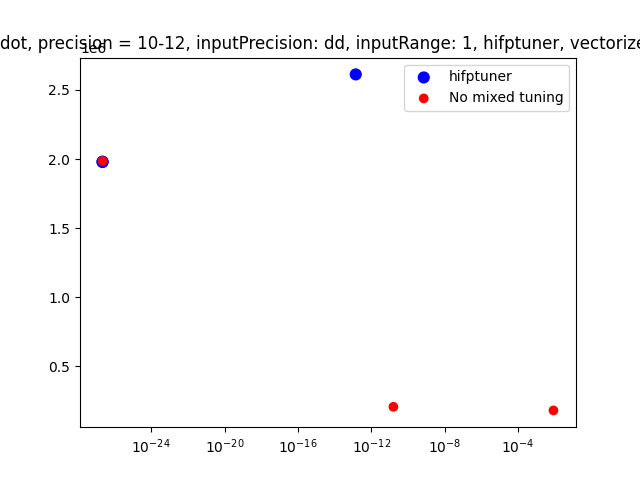 dot, precision = 10-12, inputPrecision: dd, inputRange: 1, hifptuner, vectorize
1e6
hifptuner
No mixed tuning
2.5
2.0
1.5
1.0
0.5
10⁻²⁴ 10⁻²⁰ 10⁻¹⁶ 10⁻¹² 10⁻⁸ 10⁻⁴